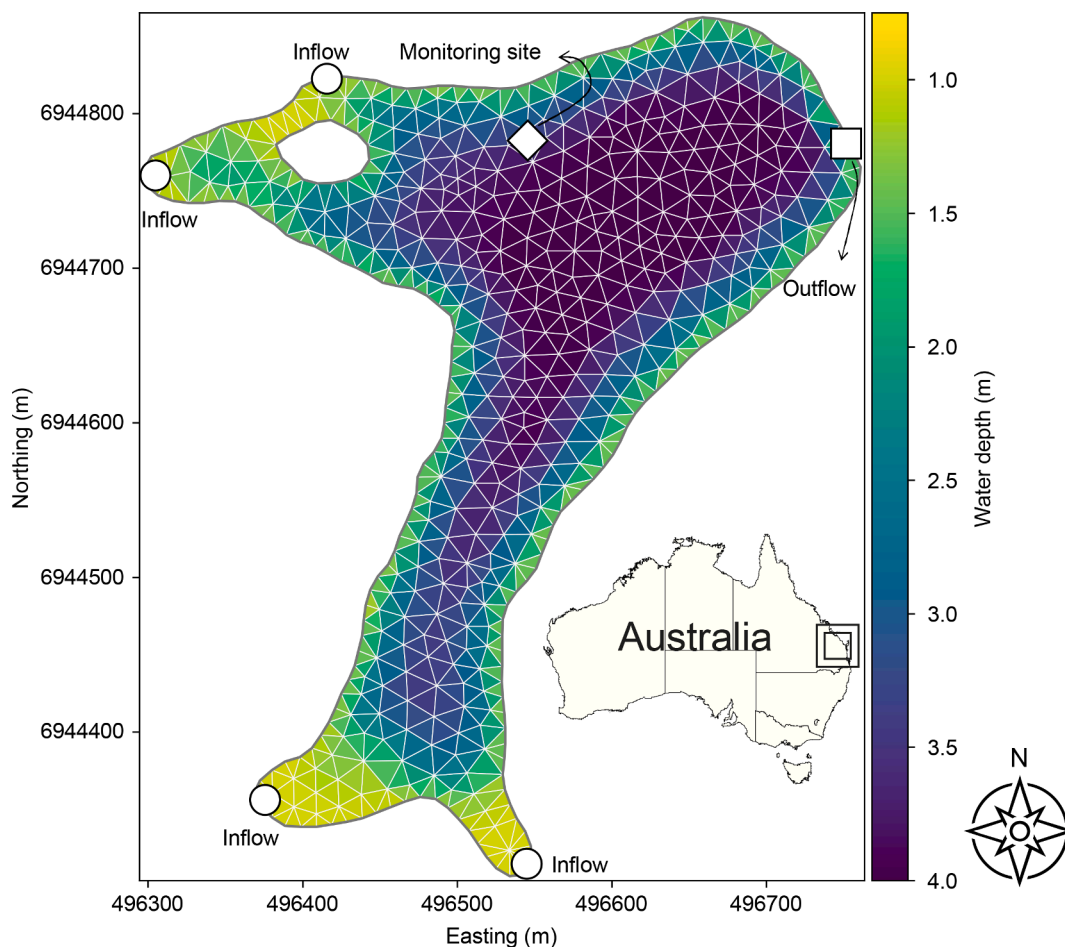 Inflow
Monitoring site
1.0
6944800
Inflow
1.5
6944700
Outflow
2.0
Northing (m)
Water depth (m)
6944600
2.5
6944500
3.0
Australia
6944400
3.5
N
Inflow
Inflow
4.0
496300
496400
496500
496600
496700
Easting (m)